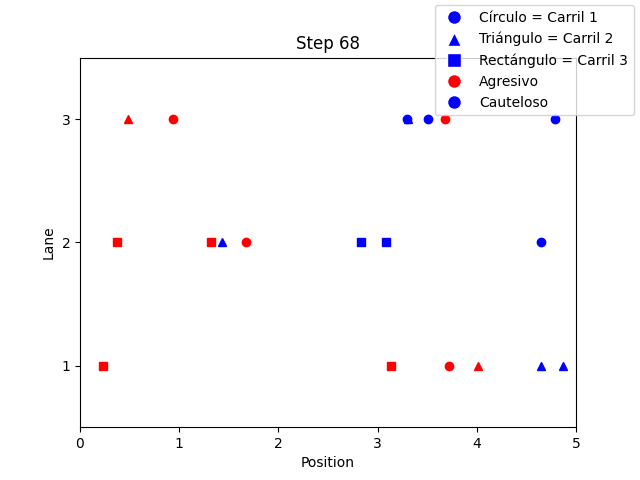 Step 68
Círculo = Carril 1
Triángulo = Carril 2
Rectángulo = Carril 3
Agresivo
Cauteloso
3
2
1
Lane
0 1 2 3 4 5
Position